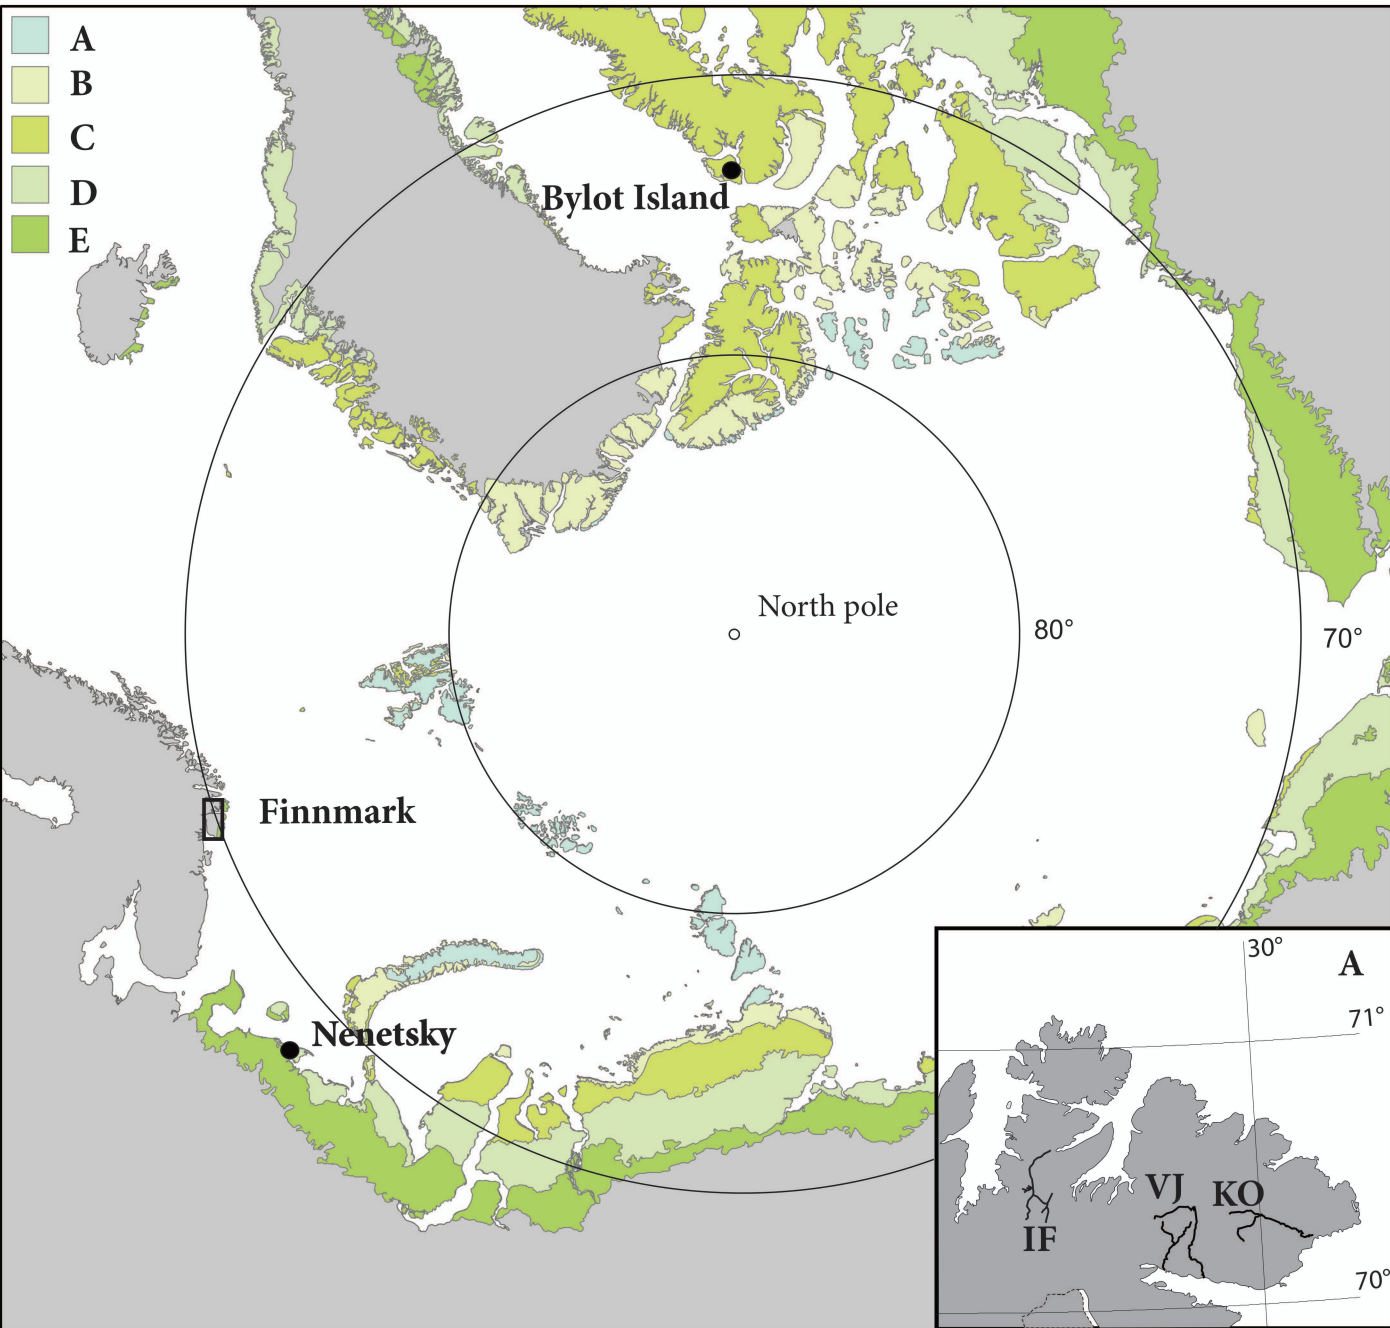 A
B
C
D
E
Bylot Island
North pole
80°
70°
Finnmark
Nenetsky
30°
A
71°
VJ
KO
IF
70°